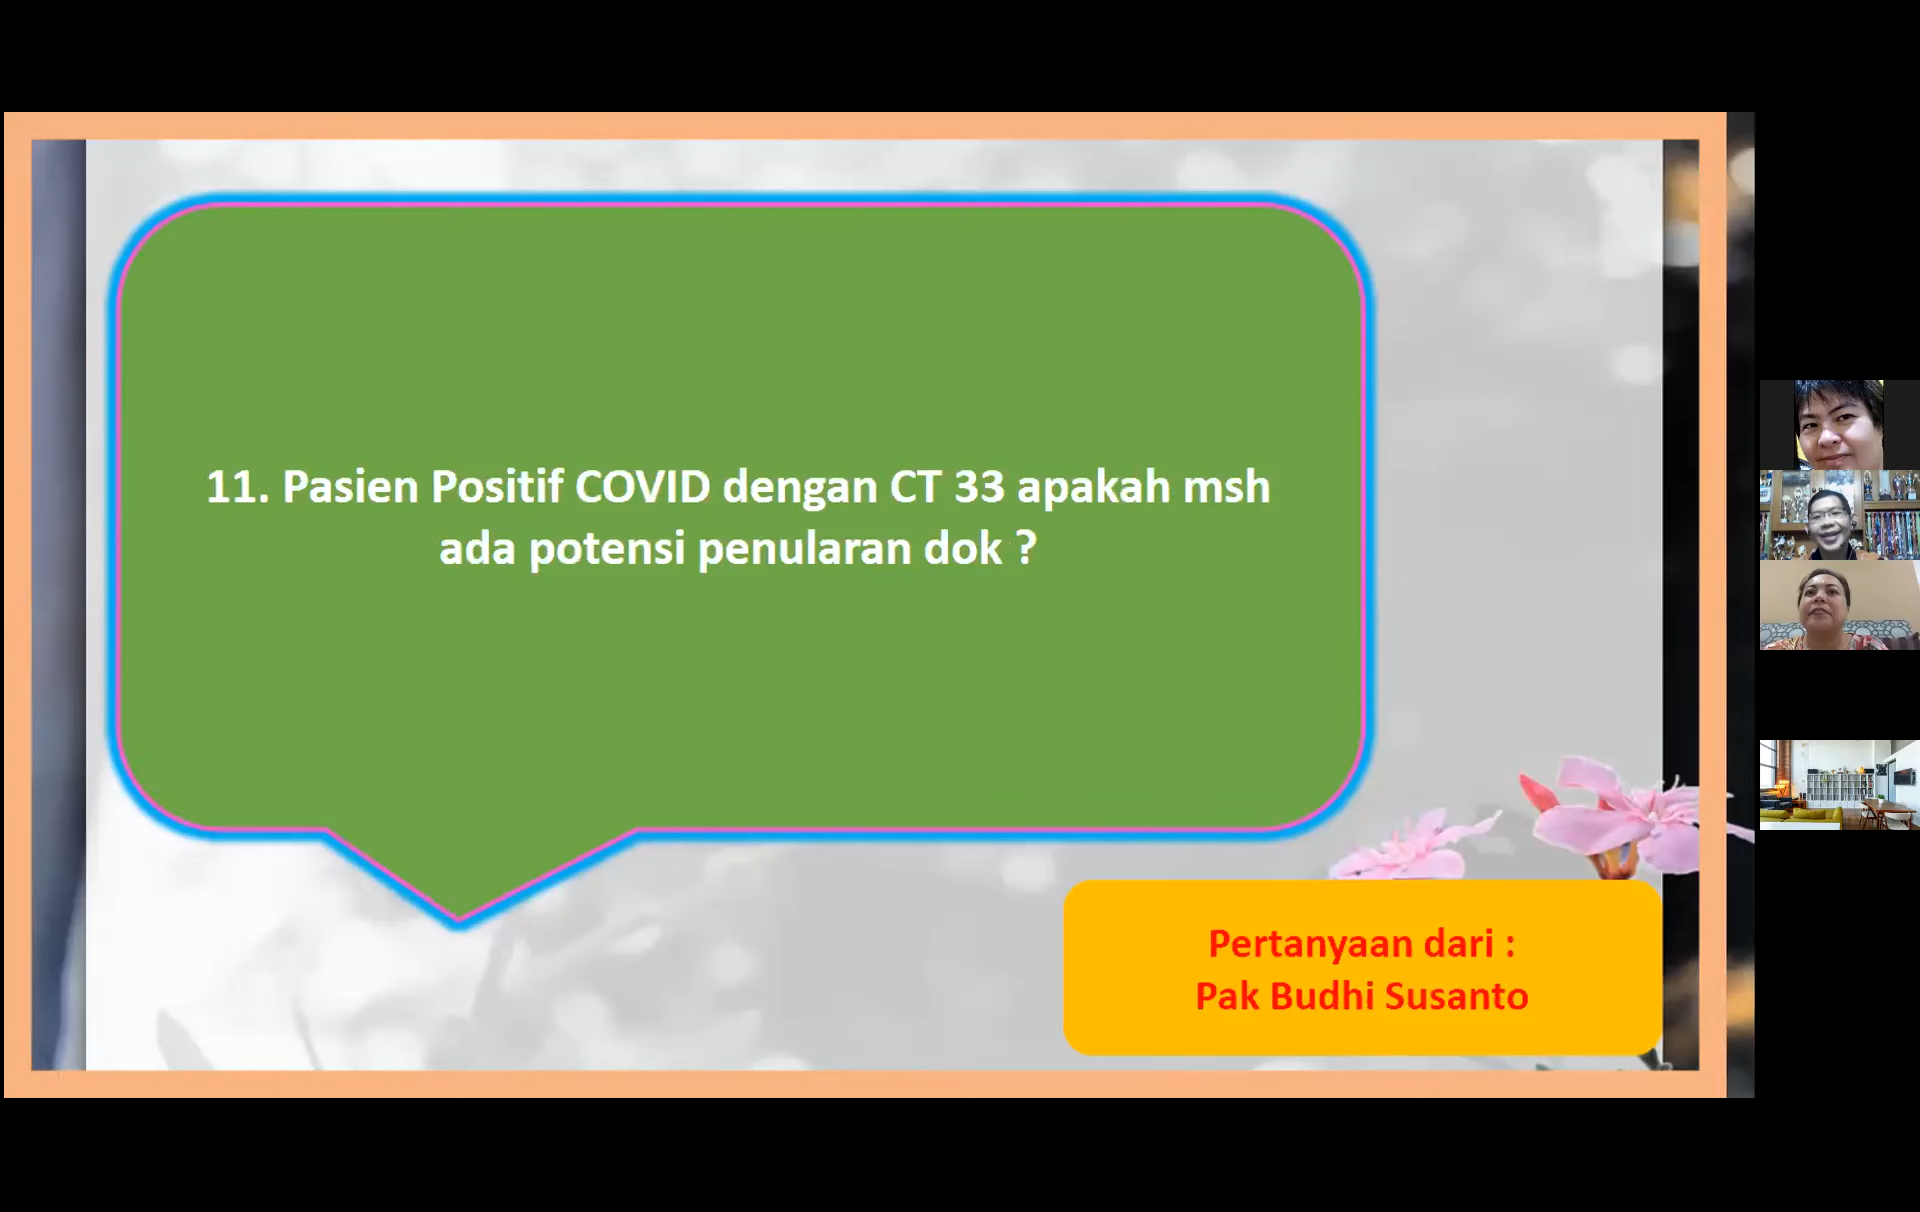 11. Pasien Positif COVID dengan CT 33 apakah msh
ada potensi penularan dok ?
Pertanyaan dari :
Pak Budhi Susanto